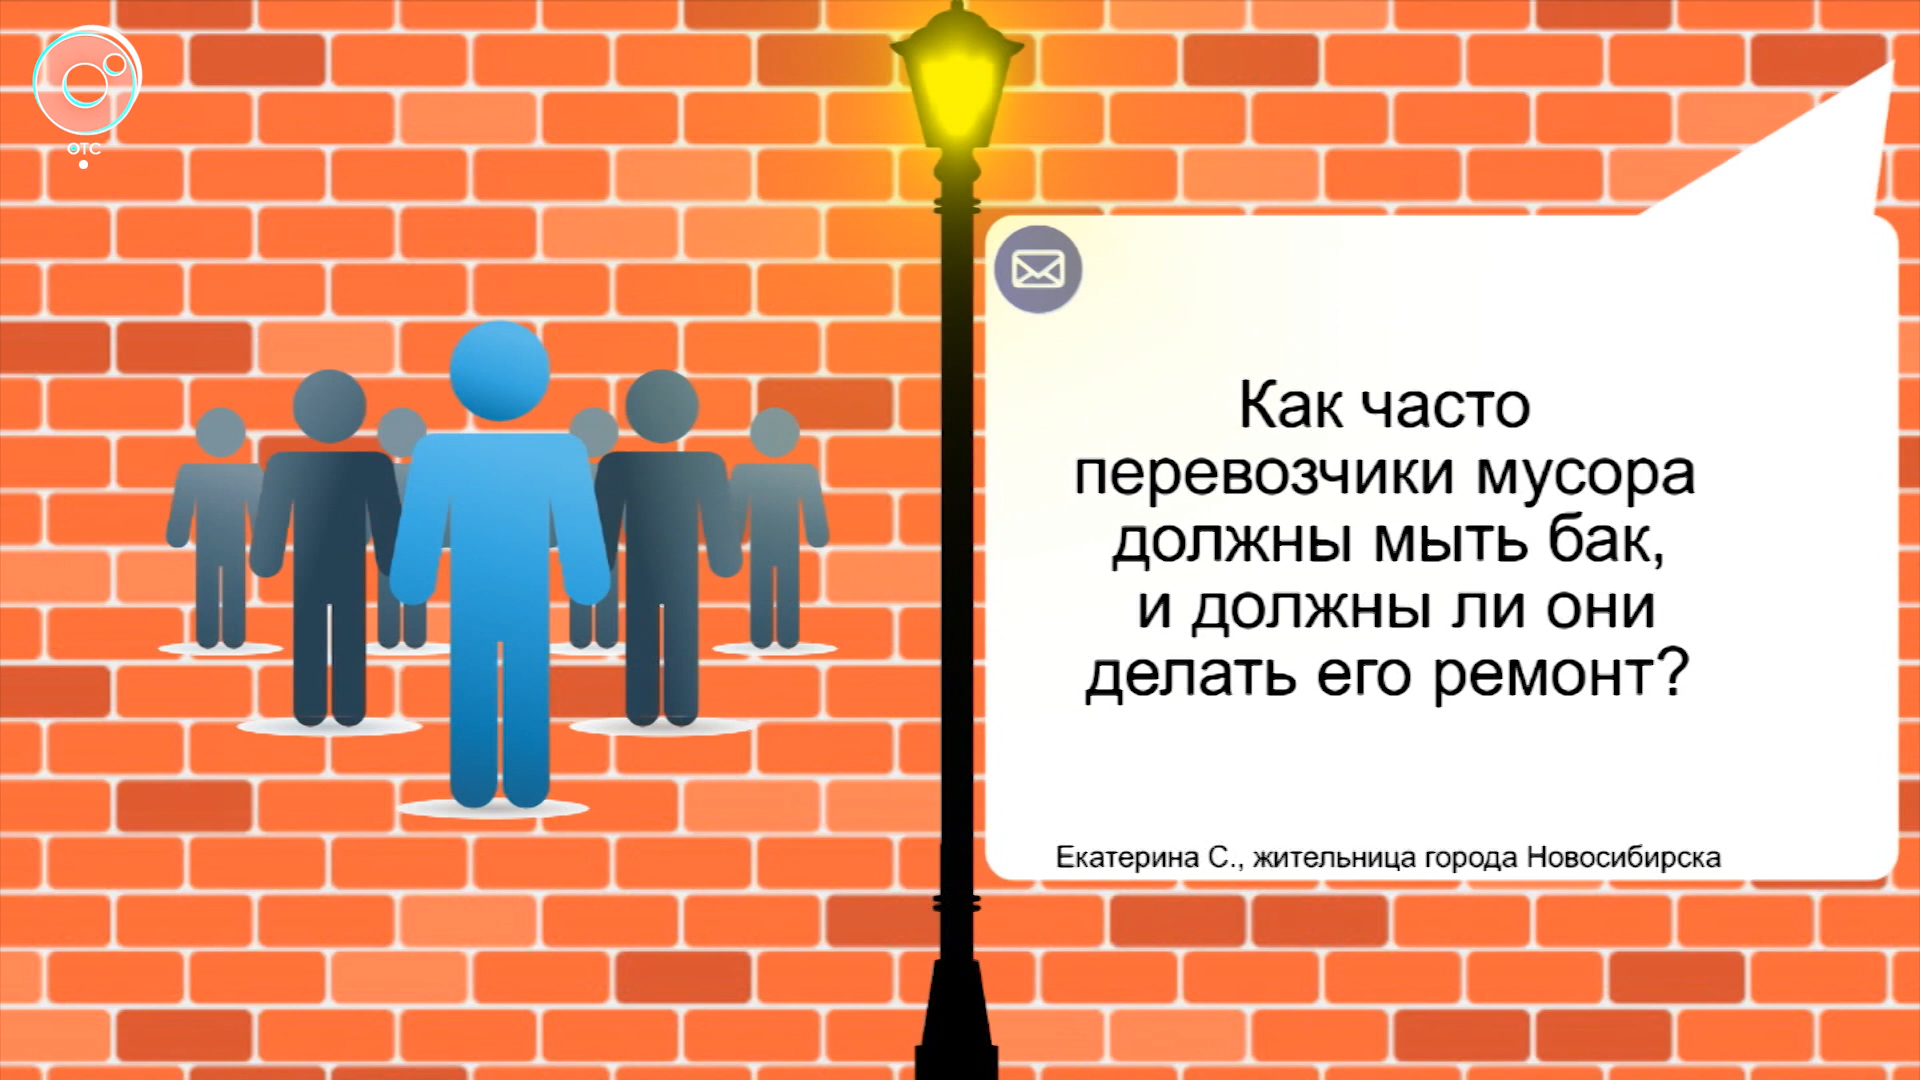 ОТС
Как часто
перевозчики мусора
должны мыть бак,
и должны ли они
делать его ремонт?
Екатерина С., жительница города Новосибирска